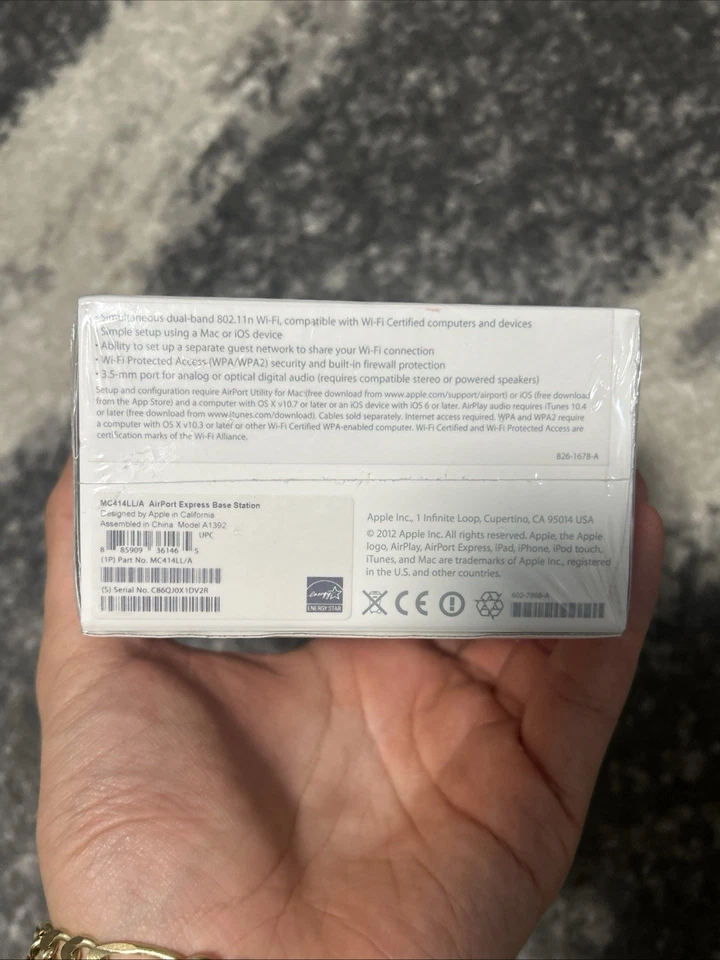 • Simultaneous dual-band 802.11n Wi-Fi, compatible with Wi-Fi Certified computers and devices
Simple setup using a Mac or iOS device
• Ability to set up a separate guest network to share your Wi-Fi connection
• Wi-Fi Protected Access (WPA/WPA2) security and built-in firewall protection
• 3.5-mm port for analog or optical digital audio (requires compatible stereo or powered speakers)
Setup and configuration require AirPort Utility for Mac (free download from www.apple.com/support/airport) or iOS (free download
from the App Store) and a computer with OS X v10.7 or later or an iOS device with iOS 6 or later. AirPlay audio requires iTunes 10.4
or later (free download from www.itunes.com/download). Cables sold separately. Internet access required. WPA and WPA2 require
a computer with OS X v10.3 or later or other Wi-Fi Certified WPA-enabled computer. Wi-Fi Certified and Wi-Fi Protected Access are
certification marks of the Wi-Fi Alliance.
826-1678-A
MC414LL/A AirPort Express Base Station
Designed by Apple in California
Assembled in China Model A1392
UPC
8 85909 36146 5
(1P) Part No. MC414LL/A
(S) Serial No. C86QJ0X1DV2R
energy
ENERGY STAR
Apple Inc., 1 Infinite Loop, Cupertino, CA 95014 USA
© 2012 Apple Inc. All rights reserved. Apple, the Apple
logo, AirPlay, AirPort Express, iPad, iPhone, iPod touch,
iTunes, and Mac are trademarks of Apple Inc., registered
in the U.S. and other countries.
CE